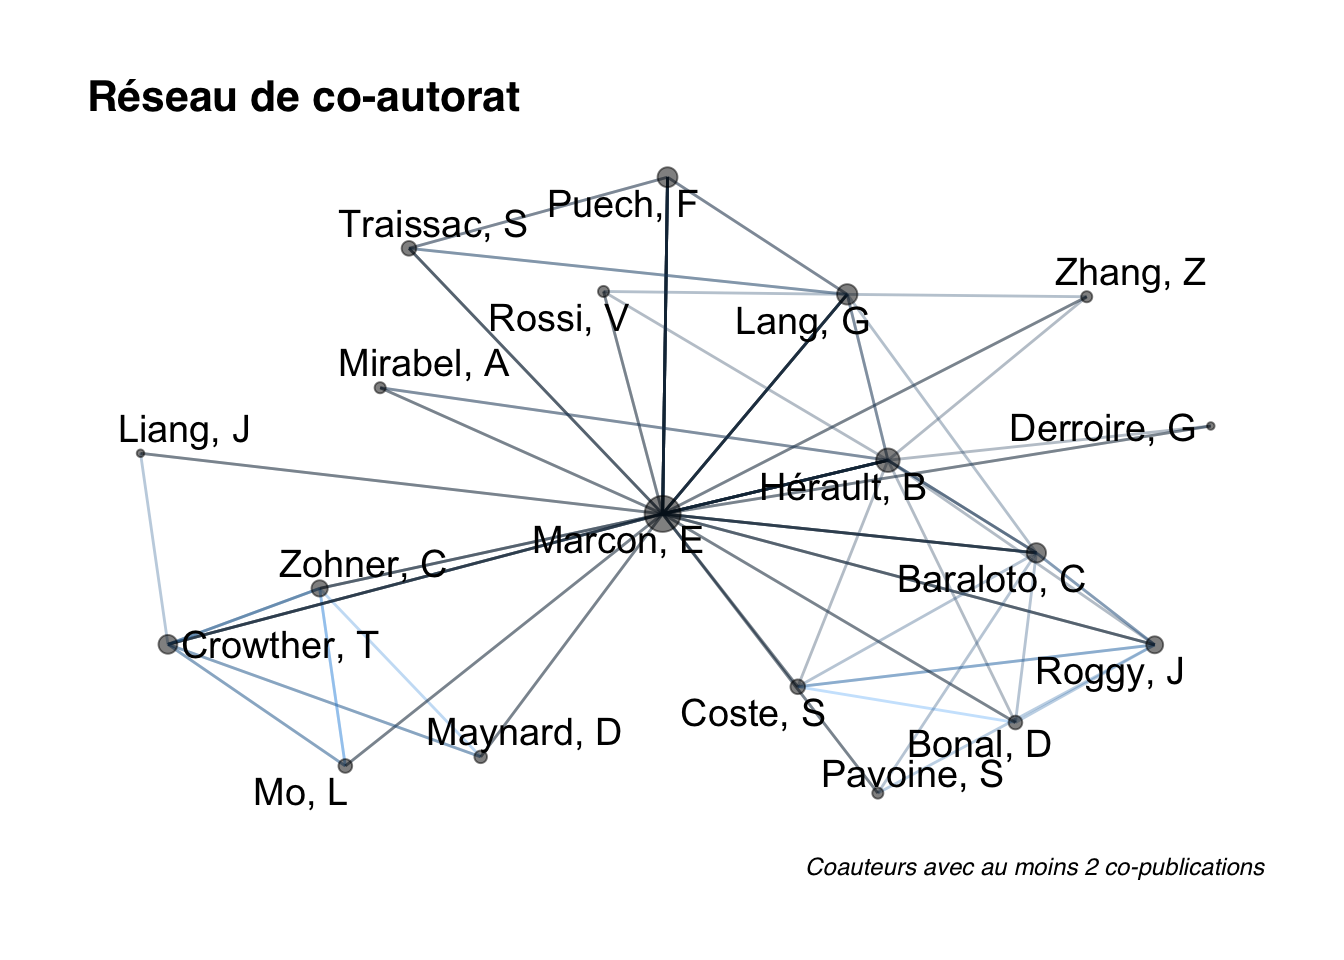 Réseau de co-autorat
Puech, F
Traissac, S
Zhang, Z
Rossi, V
Lang, G
Mirabel, A
Liang, J
Derroire, G
Hérault, B
Marcon, E
Zohner, C
Baraloto, C
Crowther, T
Roggy, J
Coste, S
Maynard, D
Bonal, D
Pavoine, S
Mo, L
Coauteurs avec au moins 2 co-publications